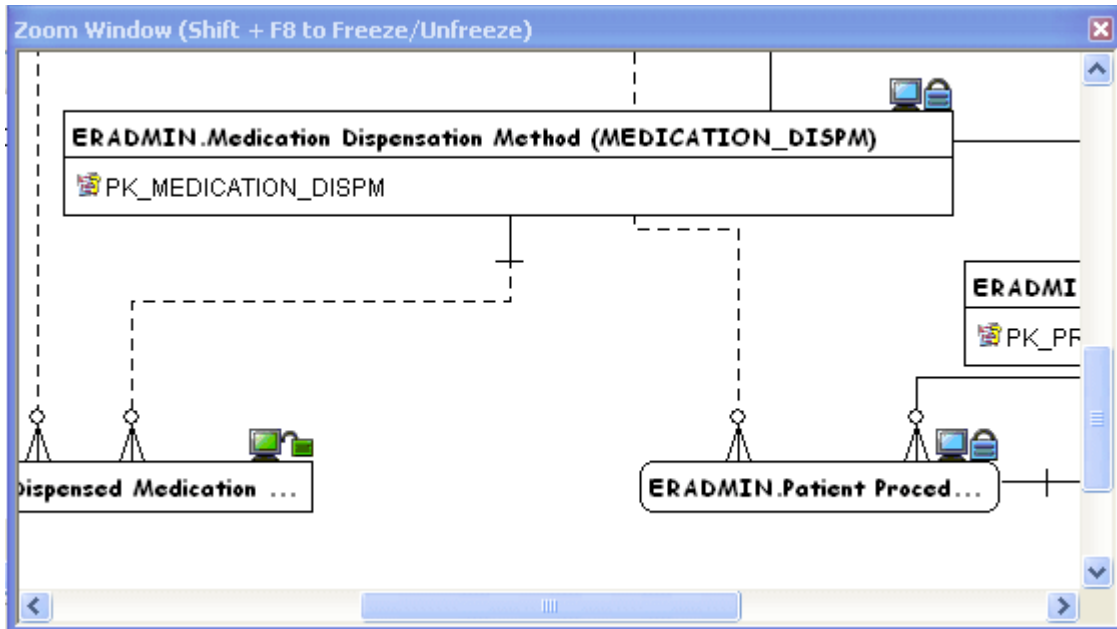 Zoom Window (Shift + F8 to Freeze/Unfreeze)
ERADMIN.Medication Dispensation Method (MEDICATION_DISPM)
PK_MEDICATION_DISPM
ERADMI
PK_PR
Dispensed Medication ...
ERADMIN.Patient Proced...